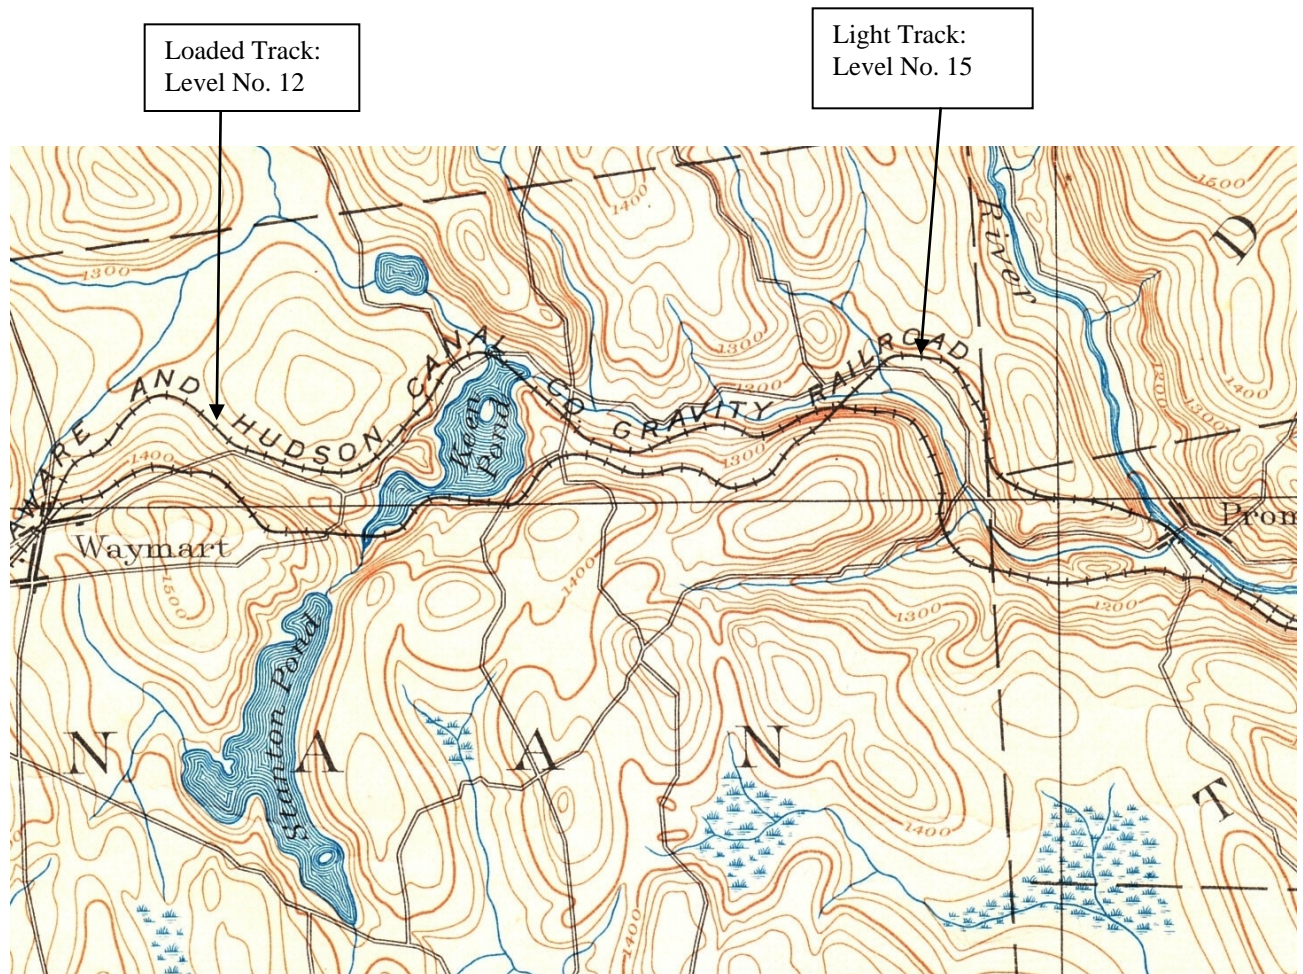 Loaded Track:
Level No. 12
Light Track:
Level No. 15
1400
1500
River
D
1300
1300
1200
1200
1300
1400
AWARE AND HUDSON CANAL CO. GRAVITY RAILROAD
Keen
Pond
1400
1300
Waymart
Prom
1500
1400
1300
1200
Stanton Pond
N A A N
T
1400
1400